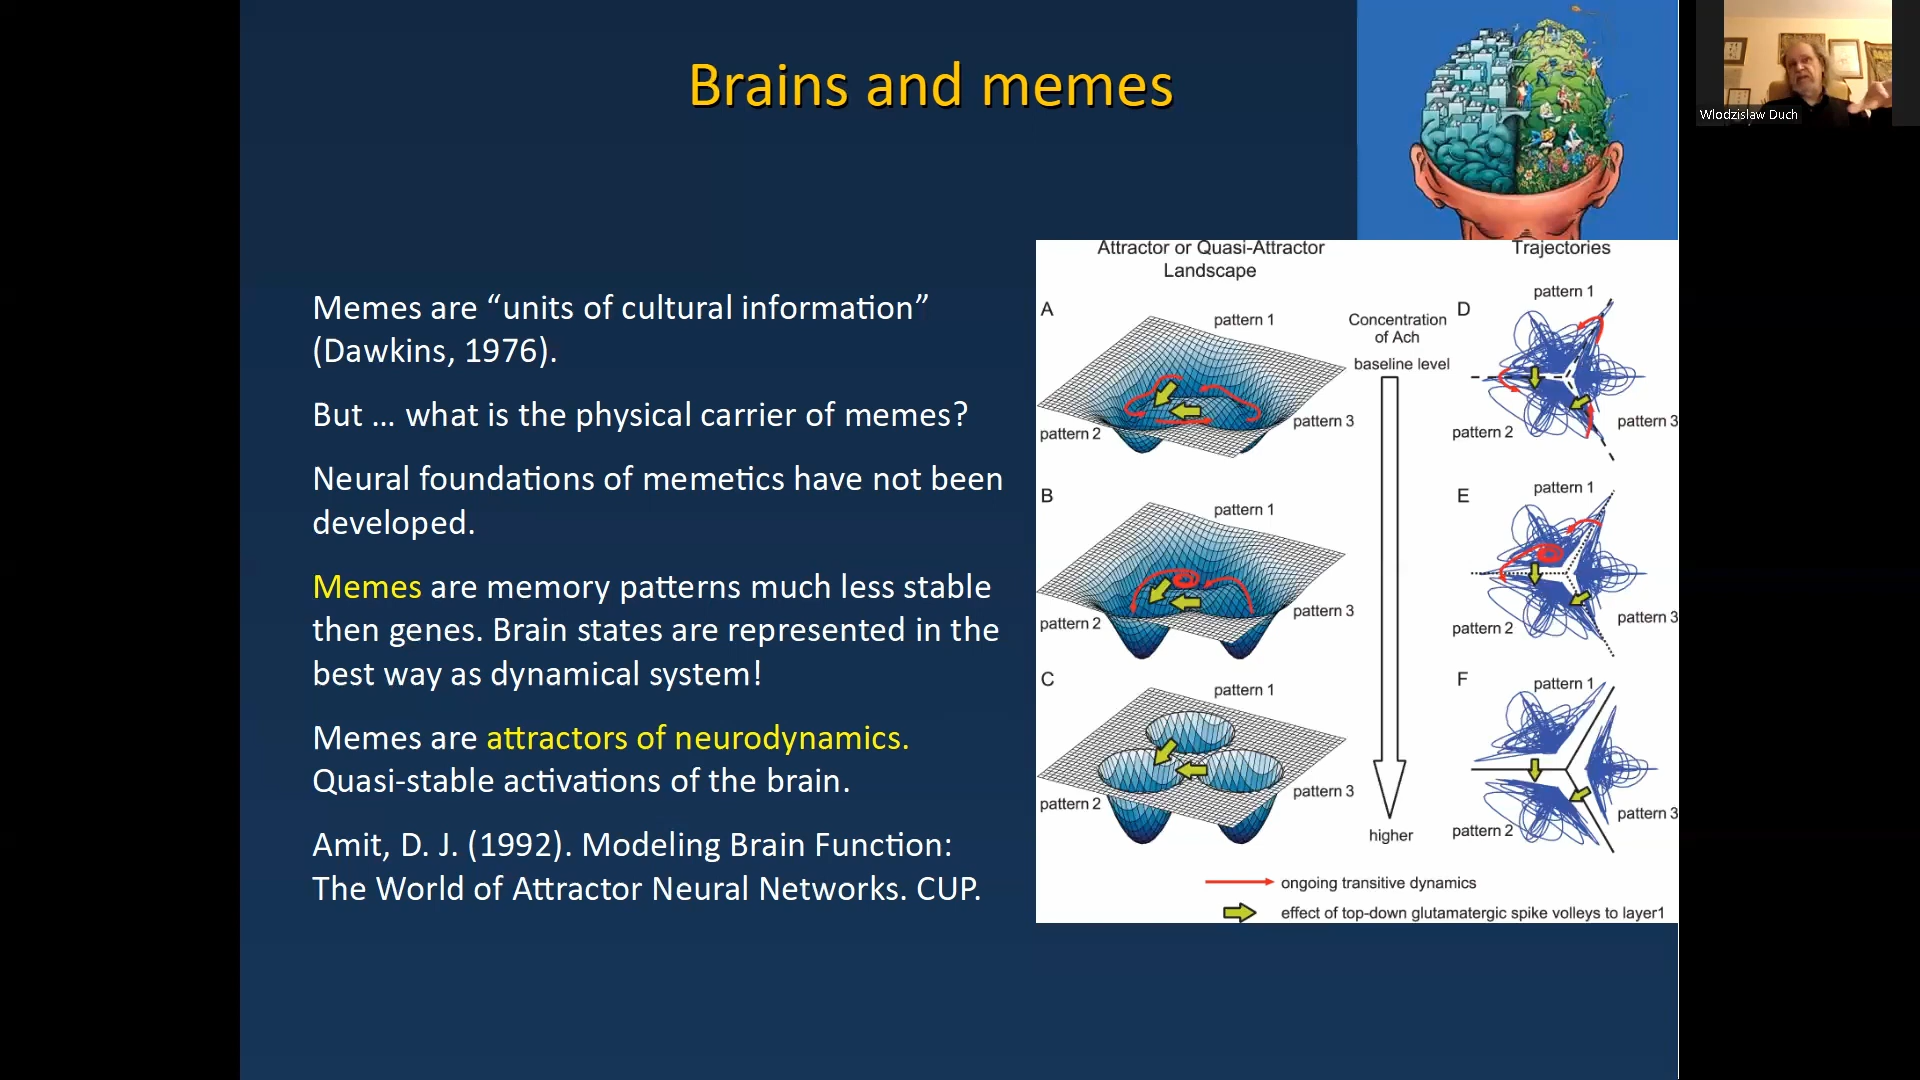 Brains and memes
Wlodzislaw Duch
Memes are “units of cultural information”
(Dawkins, 1976).
But … what is the physical carrier of memes?
Neural foundations of memetics have not been
developed.
Memes are memory patterns much less stable
then genes. Brain states are represented in the
best way as dynamical system!
Memes are attractors of neurodynamics.
Quasi-stable activations of the brain.
Amit, D. J. (1992). Modeling Brain Function:
The World of Attractor Neural Networks. CUP.
Attractor or Quasi-Attractor
Landscape
Trajectories
A
pattern 1
pattern 2
pattern 3
Concentration
of Ach
baseline level
D
pattern 1
pattern 2
pattern 3
B
pattern 1
pattern 2
pattern 3
E
pattern 1
pattern 2
pattern 3
C
pattern 1
pattern 2
pattern 3
higher
F
pattern 1
pattern 2
pattern 3
ongoing transitive dynamics
effect of top-down glutamatergic spike volleys to layer1